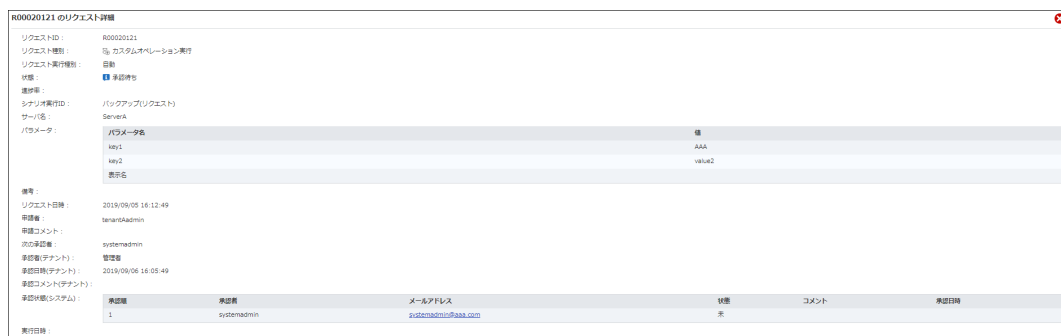 R00020121 のリクエスト詳細
リクエストID： R00020121
リクエスト種別： カスタムオペレーション実行
リクエスト実行種別： 自動
状態： 承認待ち
進捗率：
シナリオ実行ID： バックアップ(リクエスト)
サーバ名： ServerA
パラメータ： パラメータ名 値
key1 AAA
key2 value2
表示名
備考：
リクエスト日時： 2019/09/05 16:12:49
申請者： tenantAadmin
申請コメント：
次の承認者： systemadmin
承認者(テナント)： 管理者
承認日時(テナント)： 2019/09/06 16:05:49
承認コメント(テナント)：
承認状態(システム)： 承認順 承認者 メールアドレス 状態 コメント 承認日時
1 systemadmin systemadmin@aaa.com 未
実行日時：